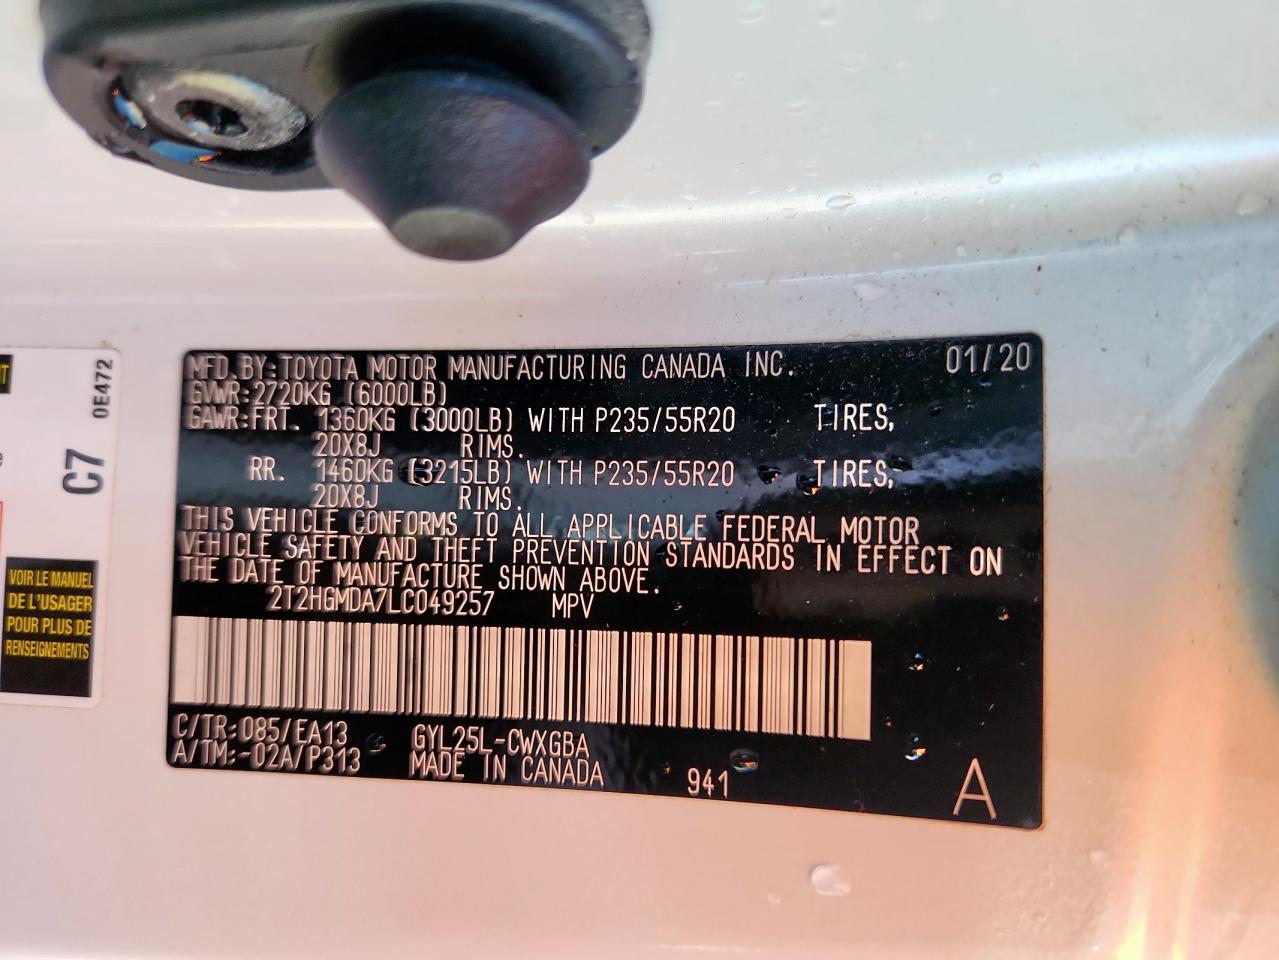 MFD.BY:TOYOTA MOTOR MANUFACTURING CANADA INC. 01/20
GVWR:2720KG (6000LB)
GAWR:FRT. 1360KG (3000LB) WITH P235/55R20 TIRES,
20X8J RIMS.
RR. 1460KG (3215LB) WITH P235/55R20 TIRES,
20X8J RIMS.
THIS VEHICLE CONFORMS TO ALL APPLICABLE FEDERAL MOTOR
VEHICLE SAFETY AND THEFT PREVENTION STANDARDS IN EFFECT ON
THE DATE OF MANUFACTURE SHOWN ABOVE.
2T2HGMDA7LC049257 MPV
C/TR:085/EA13 GYL25L-CWXGBA
A/TM:-02A/P313 MADE IN CANADA 941 A
0E472
C7
VOIR LE MANUEL
DE L'USAGER
POUR PLUS DE
RENSEIGNEMENTS